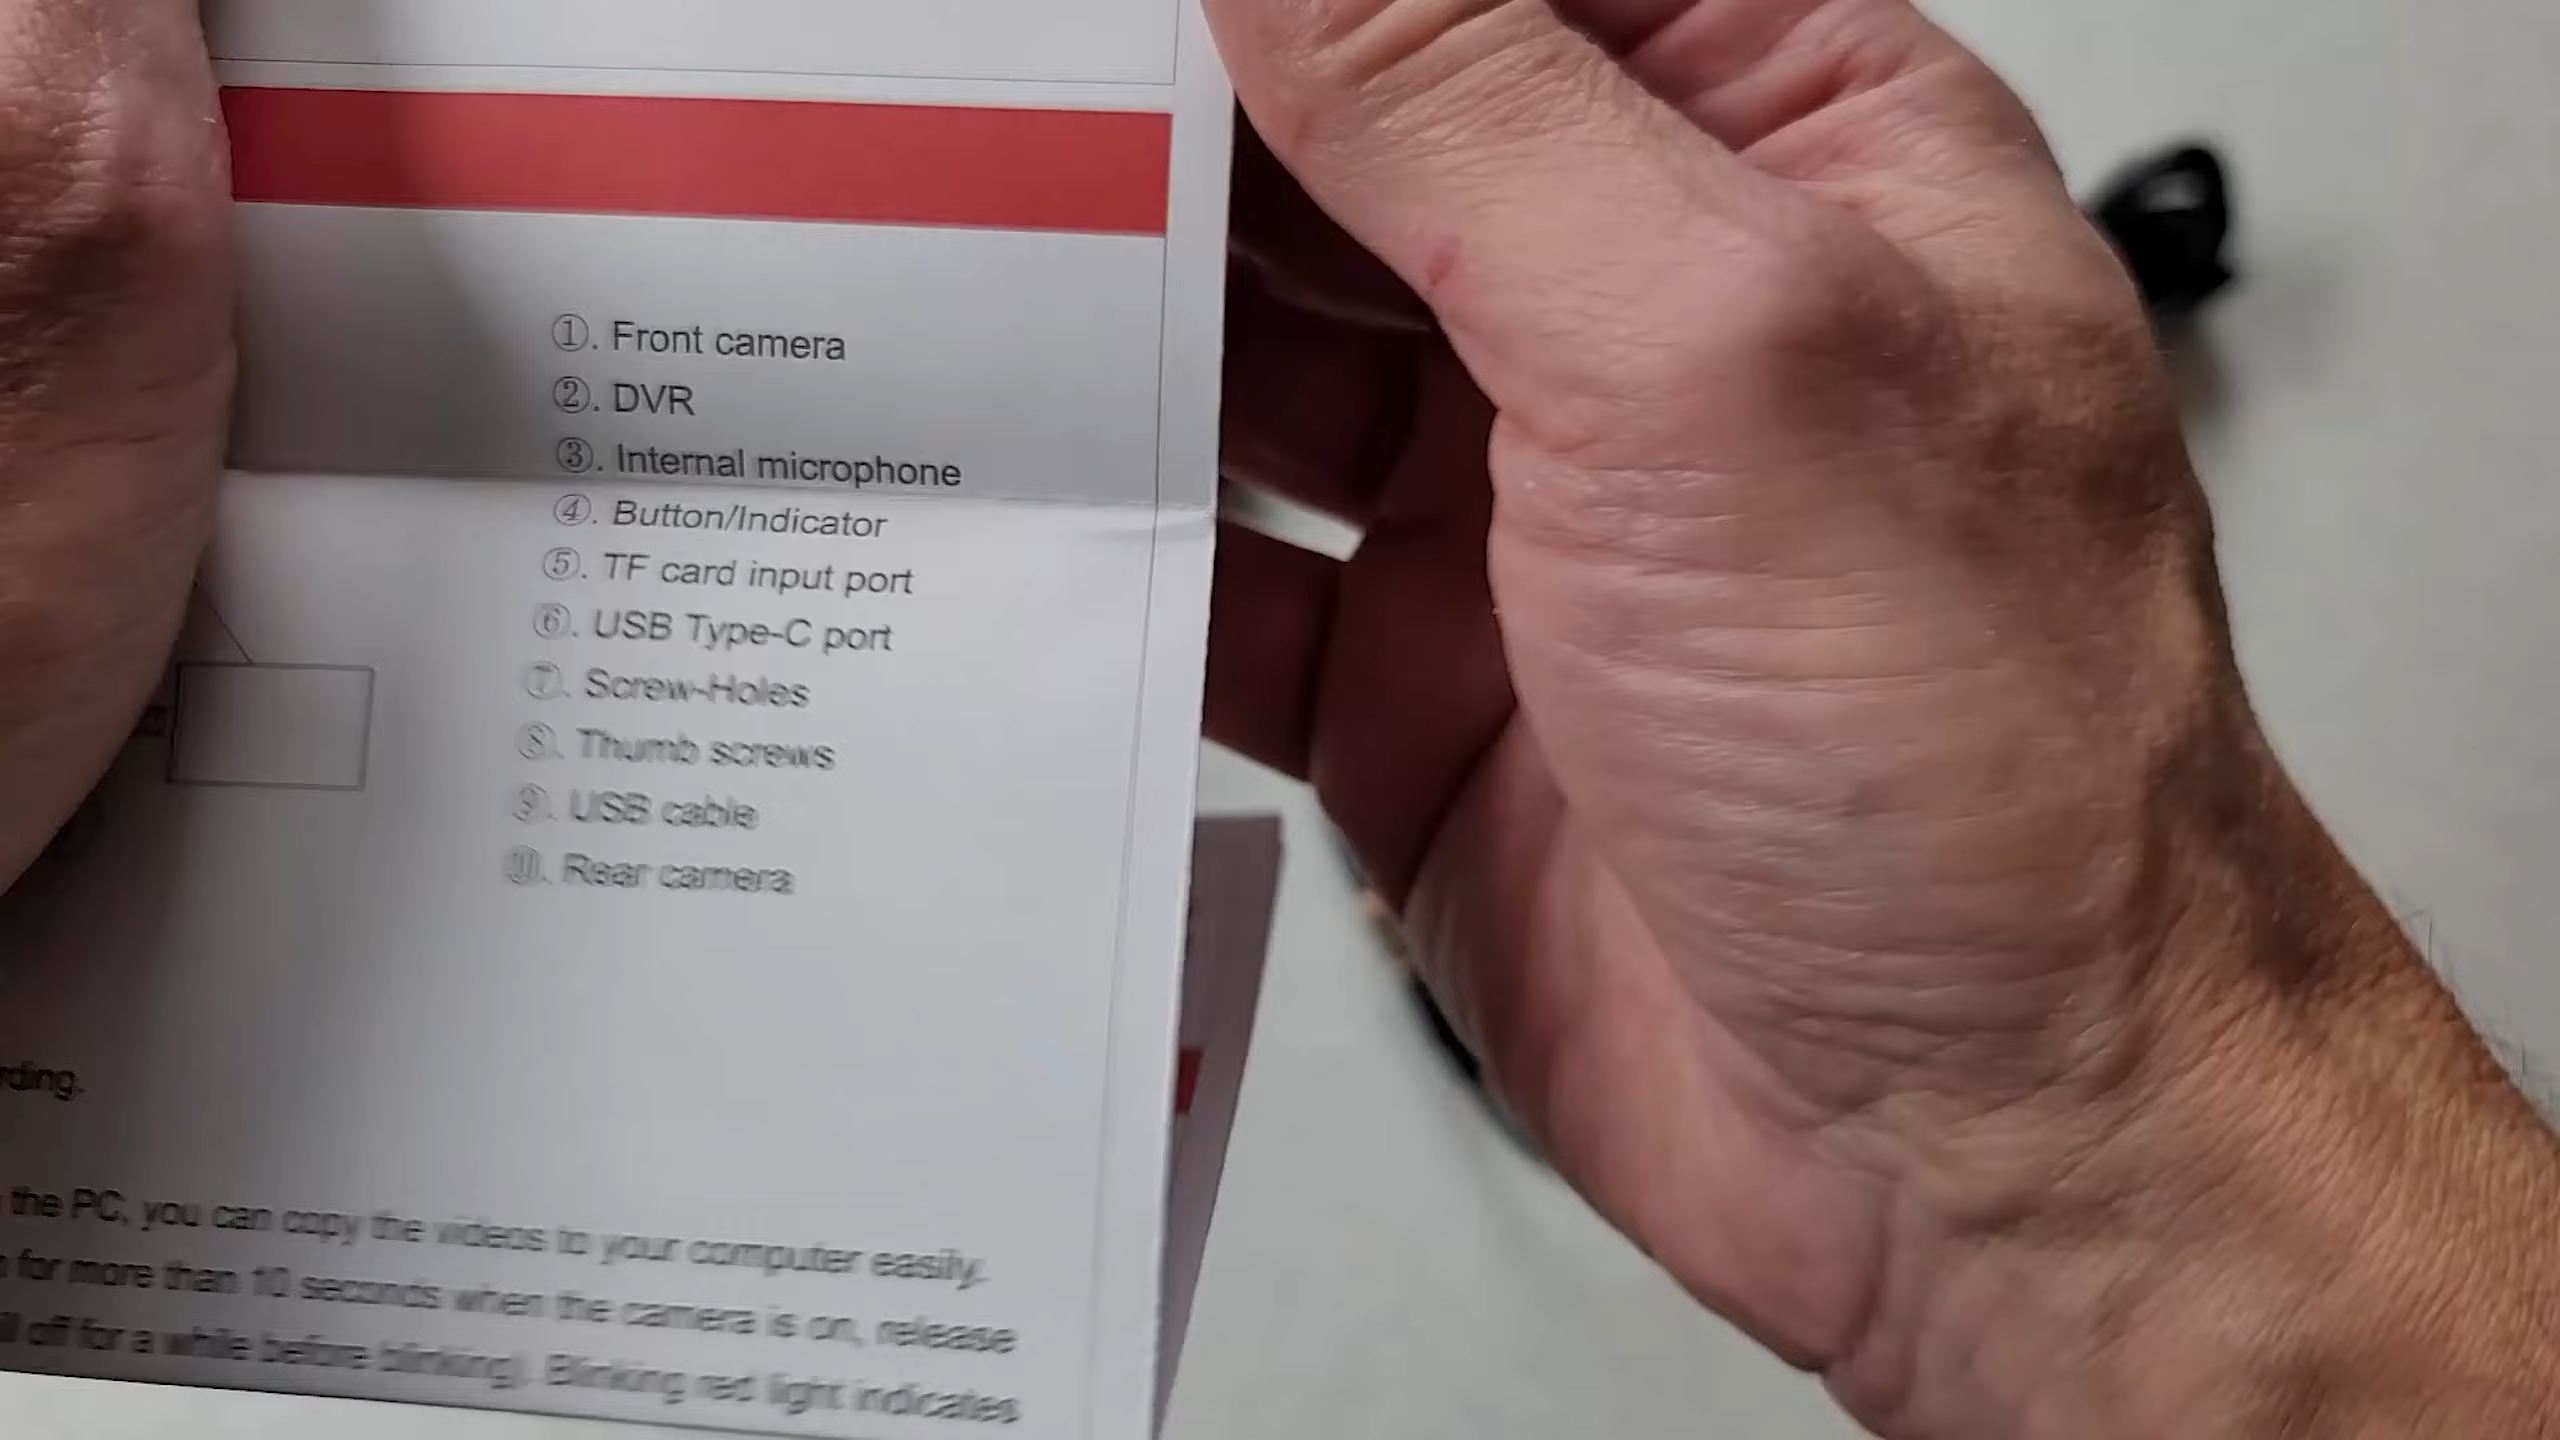 ①. Front camera
②. DVR
③. Internal microphone
④. Button/Indicator
⑤. TF card input port
⑥. USB Type-C port
⑦. Screw-Holes
⑧. Thumb screws
⑨. USB cable
⑩. Rear camera
rding.
the PC, you can copy the videos to your computer easily.
for more than 10 seconds when the camera is on, release
ll off for a while before blinking). Blinking red light indicates